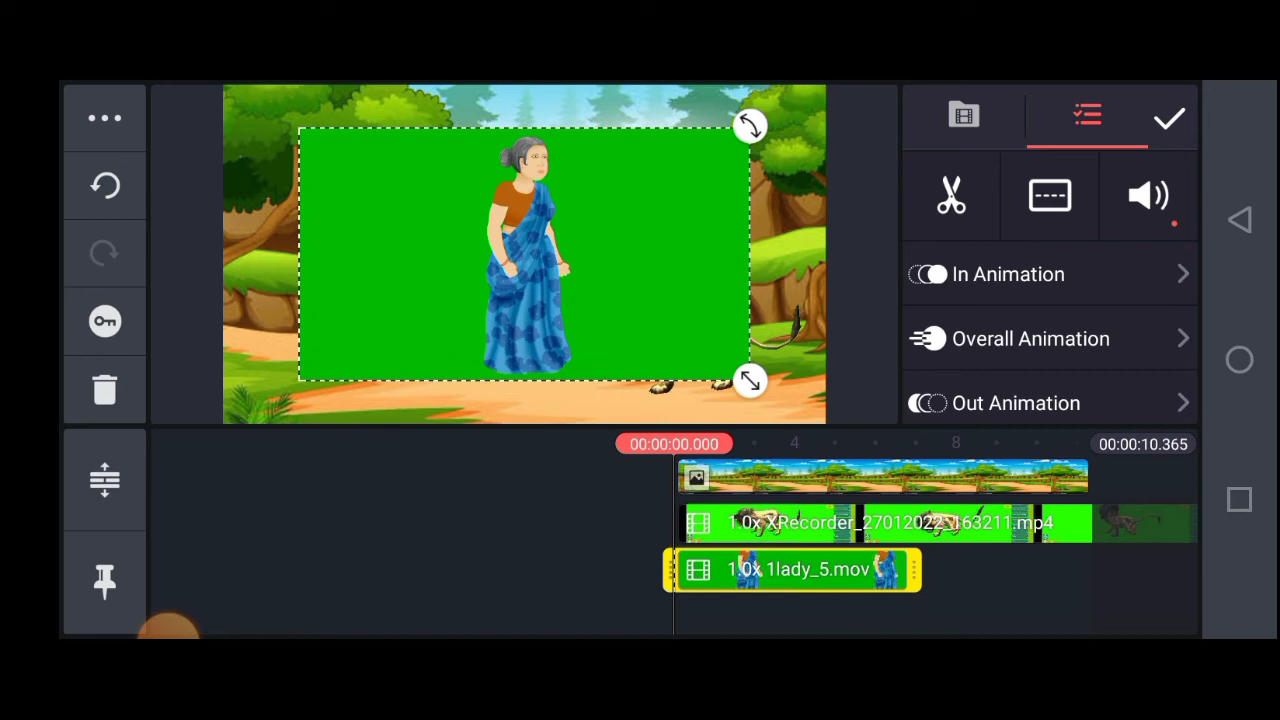 In Animation
Overall Animation
Out Animation
00:00:00.000 4 8 00:00:10.365
1.0x XRecorder_27012022_163211.mp4
1.0x 1lady_5.mov